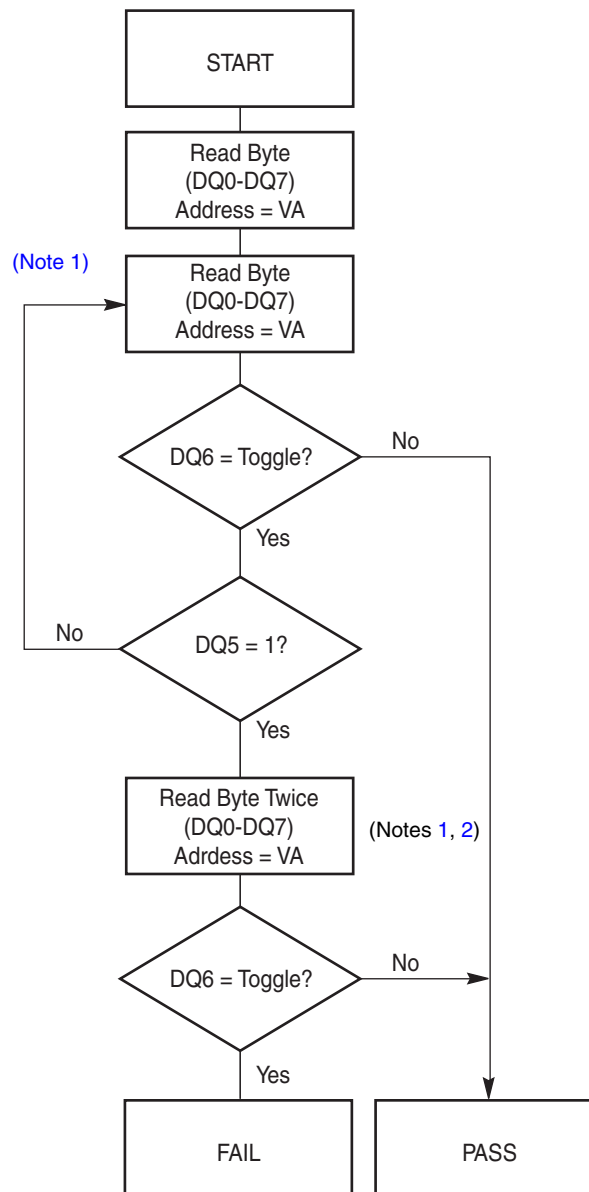 START
Read Byte
(DQ0-DQ7)
Address = VA
(Note 1)
Read Byte
(DQ0-DQ7)
Address = VA
DQ6 = Toggle?
No
Yes
No
DQ5 = 1?
Yes
Read Byte Twice
(DQ0-DQ7)
Adrdess = VA
(Notes 1, 2)
DQ6 = Toggle?
No
Yes
FAIL
PASS